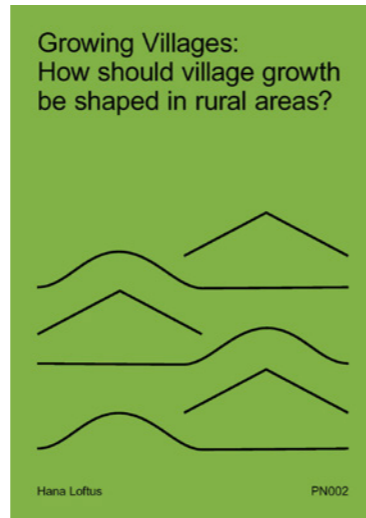 Growing Villages:
How should village growth
be shaped in rural areas?
Hana Loftus
PN002